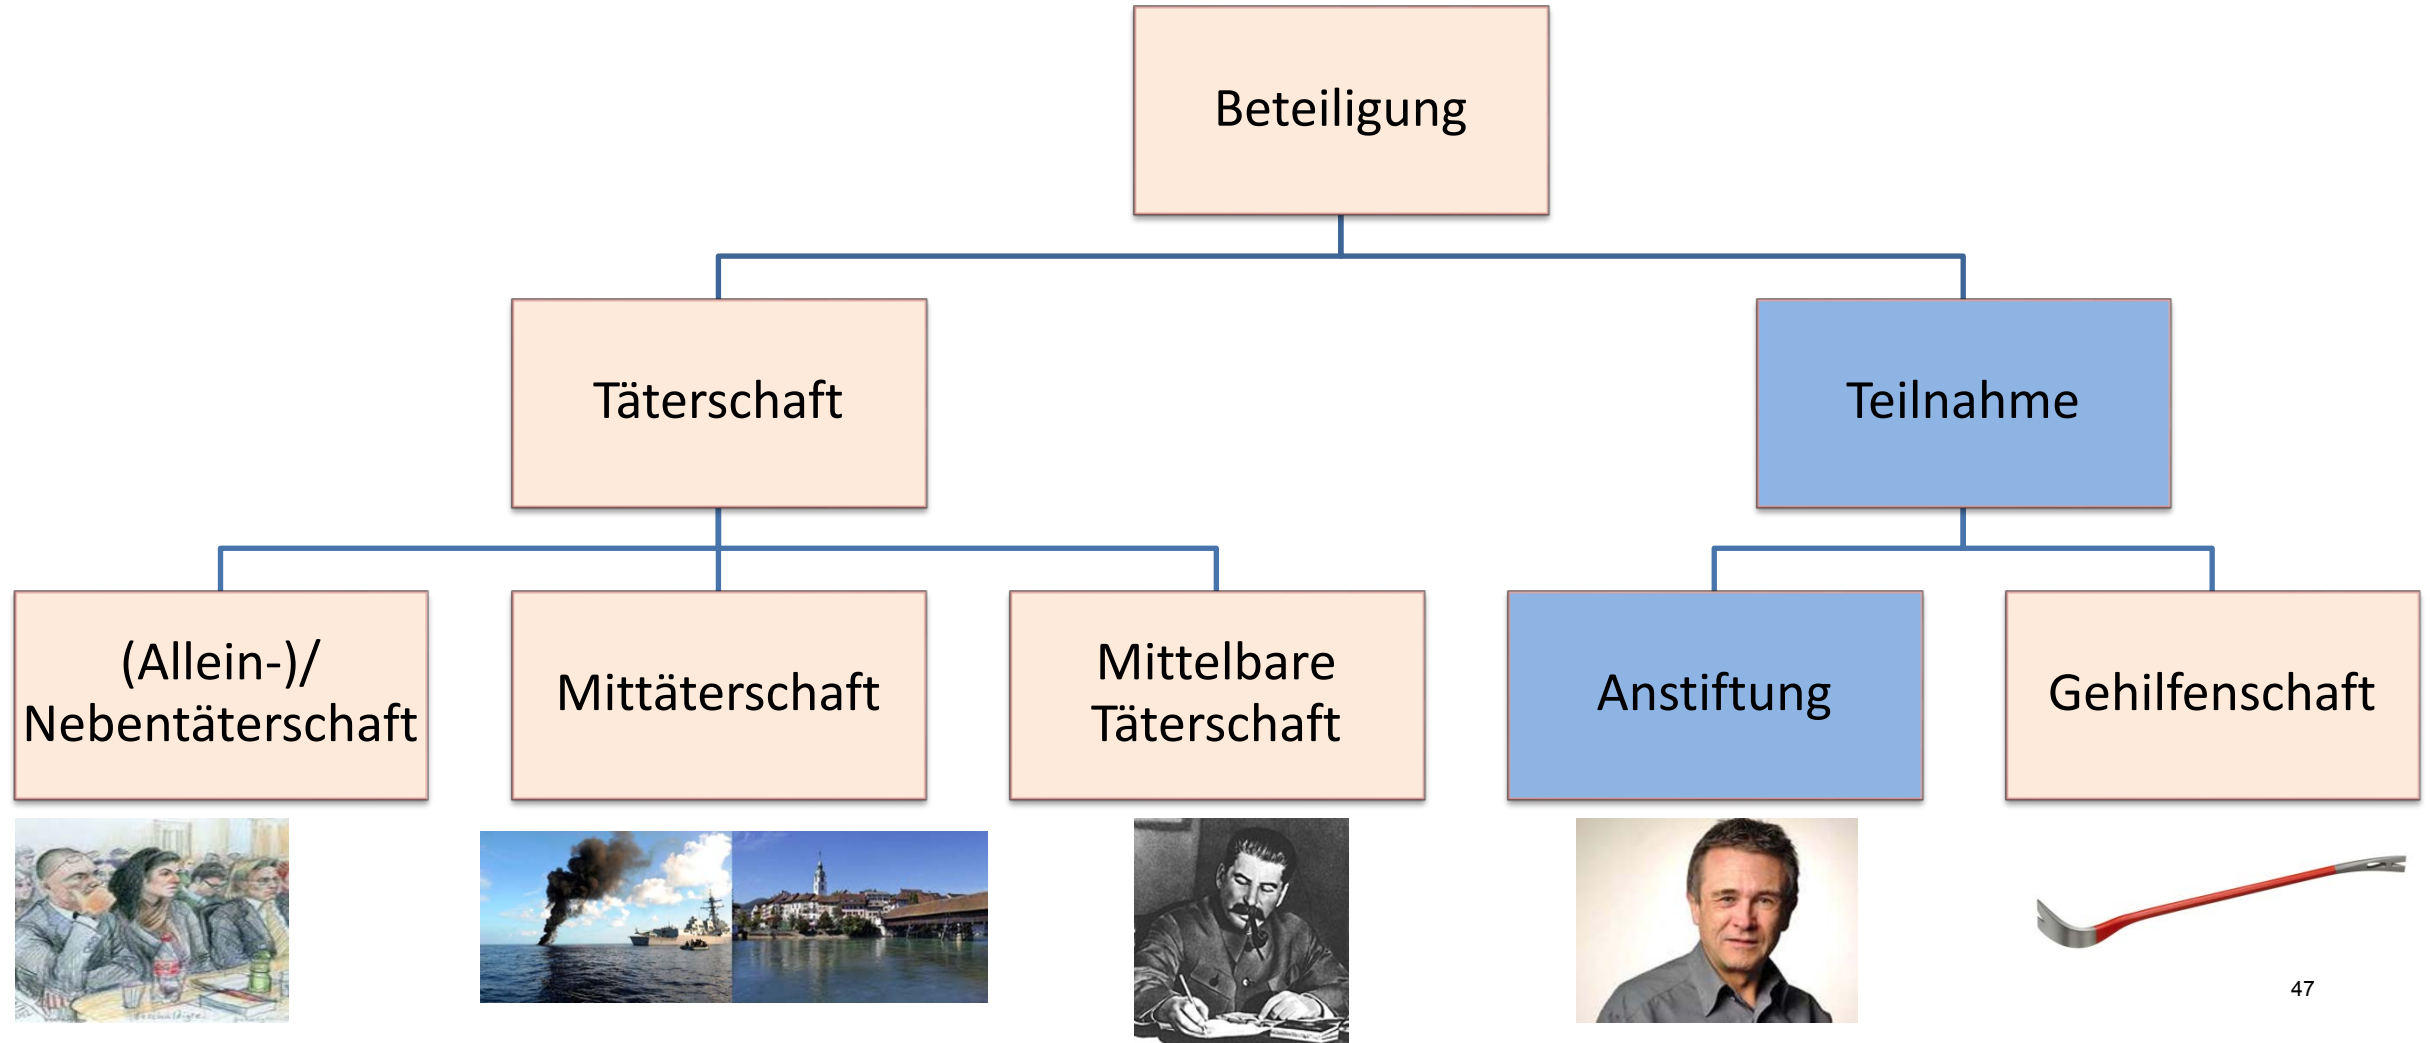 Beteiligung
Täterschaft
Teilnahme
(Allein-)/
Nebentäterschaft
Mittäterschaft
Mittelbare
Täterschaft
Anstiftung
Gehilfenschaft
47